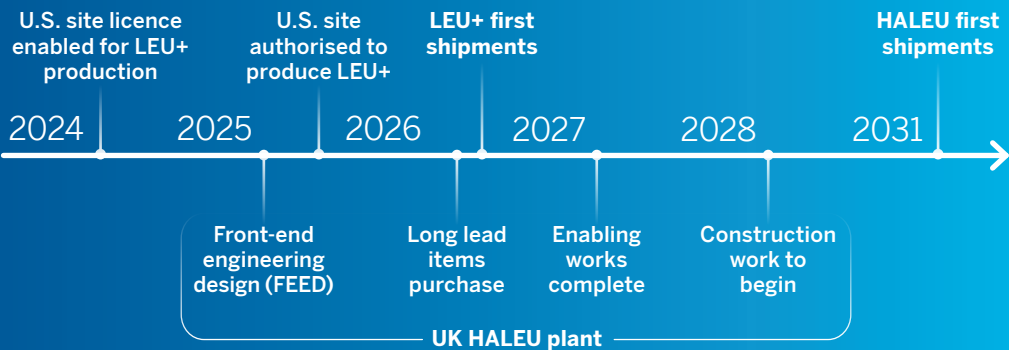 U.S. site licence
enabled for LEU+
production
U.S. site
authorised to
produce LEU+
LEU+ first
shipments
HALEU first
shipments
2024
2025
2026
2027
2028
2031
Front-end
engineering
design (FEED)
Long lead
items
purchase
Enabling
works
complete
Construction
work to
begin
UK HALEU plant